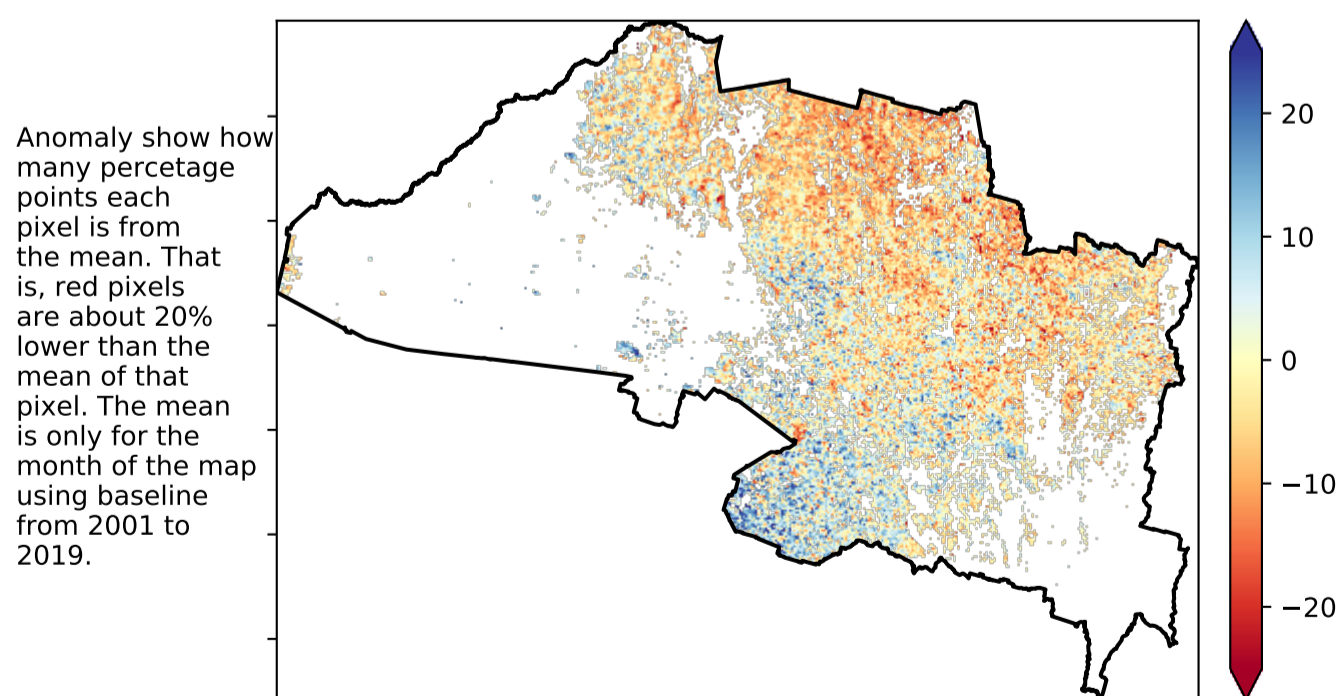 Anomaly show how
many percetage
points each
pixel is from
the mean. That
is, red pixels
are about 20%
lower than the
mean of that
pixel. The mean
is only for the
month of the map
using baseline
from 2001 to
2019.
20
10
0
−10
−20